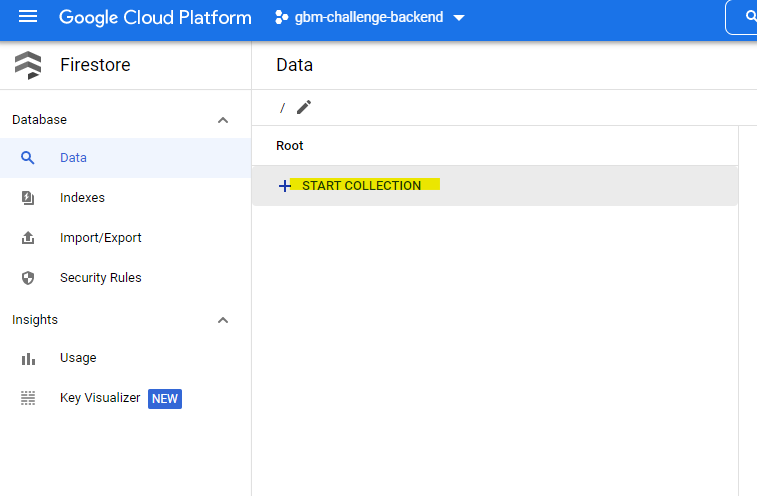 Google Cloud Platform
gbm-challenge-backend
Firestore
Data
/
Database
Root
Data
START COLLECTION
Indexes
Import/Export
Security Rules
Insights
Usage
Key Visualizer NEW